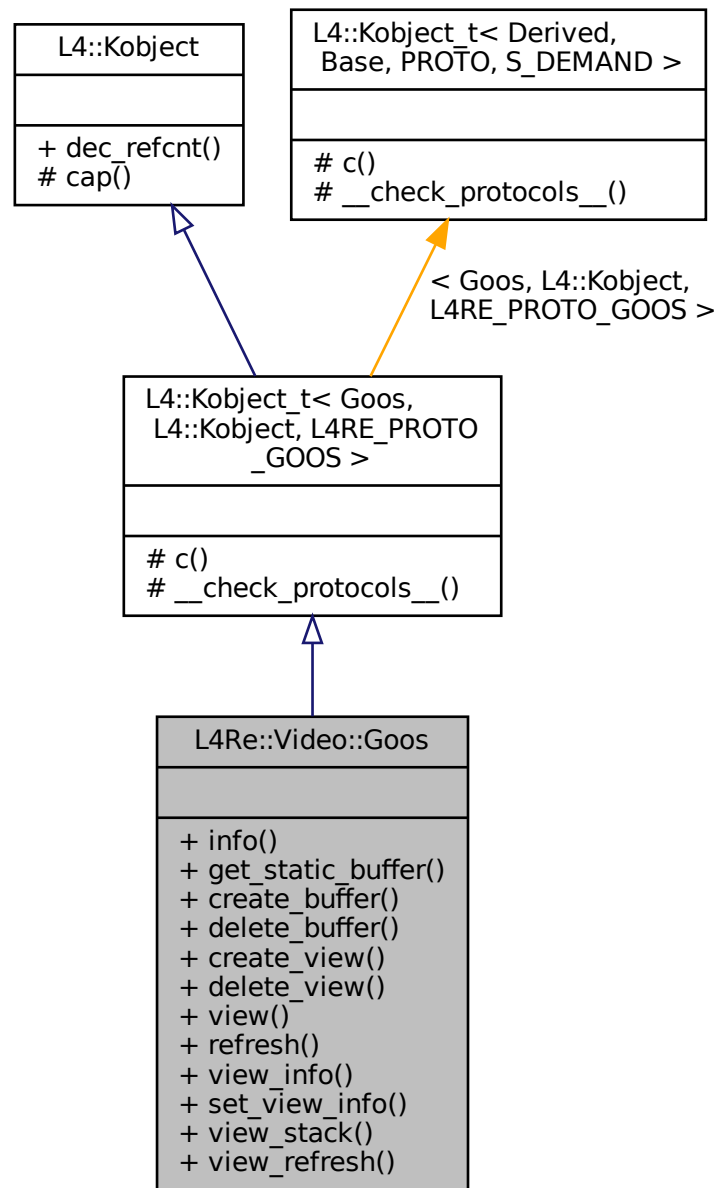 L4::Kobject
+ dec_refcnt()
# cap()
L4::Kobject_t< Derived,
Base, PROTO, S_DEMAND >
# c()
# __check_protocols__()
< Goos, L4::Kobject,
L4RE_PROTO_GOOS >
L4::Kobject_t< Goos,
L4::Kobject, L4RE_PROTO
_GOOS >
# c()
# __check_protocols__()
L4Re::Video::Goos
+ info()
+ get_static_buffer()
+ create_buffer()
+ delete_buffer()
+ create_view()
+ delete_view()
+ view()
+ refresh()
+ view_info()
+ set_view_info()
+ view_stack()
+ view_refresh()